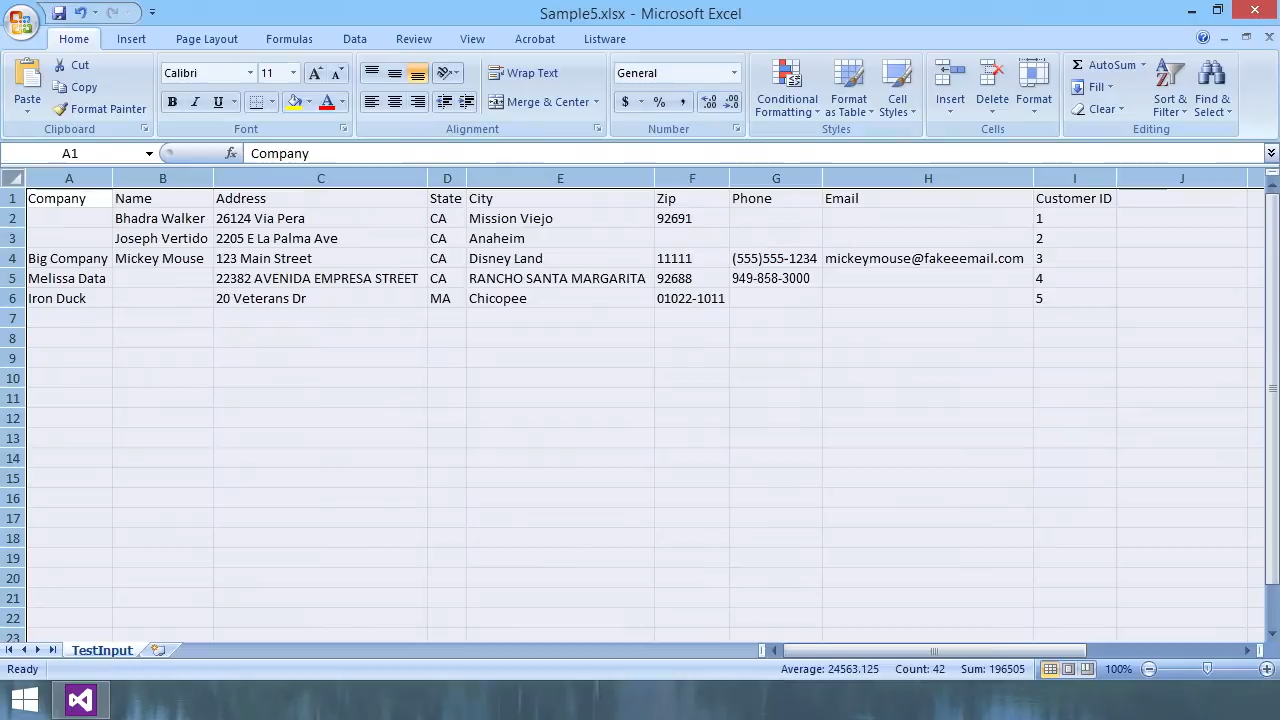 Sample5.xlsx - Microsoft Excel
Home Insert Page Layout Formulas Data Review View Acrobat Listware
Paste Cut Copy Format Painter Clipboard
Calibri 11 A A B I U A Font
Wrap Text Merge & Center Alignment
General $ % , .0 .00 .00 .0 Number
Conditional Formatting Format as Table Cell Styles Styles
Insert Delete Format Cells
Σ AutoSum Fill Clear Sort & Filter Find & Select Editing
A1 fx Company
A B C D E F G H I J
1 Company Name Address State City Zip Phone Email Customer ID
2 Bhadra Walker 26124 Via Pera CA Mission Viejo 92691 1
3 Joseph Vertido 2205 E La Palma Ave CA Anaheim 2
4 Big Company Mickey Mouse 123 Main Street CA Disney Land 11111 (555)555-1234 mickeymouse@fakeeemail.com 3
5 Melissa Data 22382 AVENIDA EMPRESA STREET CA RANCHO SANTA MARGARITA 92688 949-858-3000 4
6 Iron Duck 20 Veterans Dr MA Chicopee 01022-1011 5
7
8
9
10
11
12
13
14
15
16
17
18
19
20
21
22
23
TestInput
Ready Average: 24563.125 Count: 42 Sum: 196505 100%